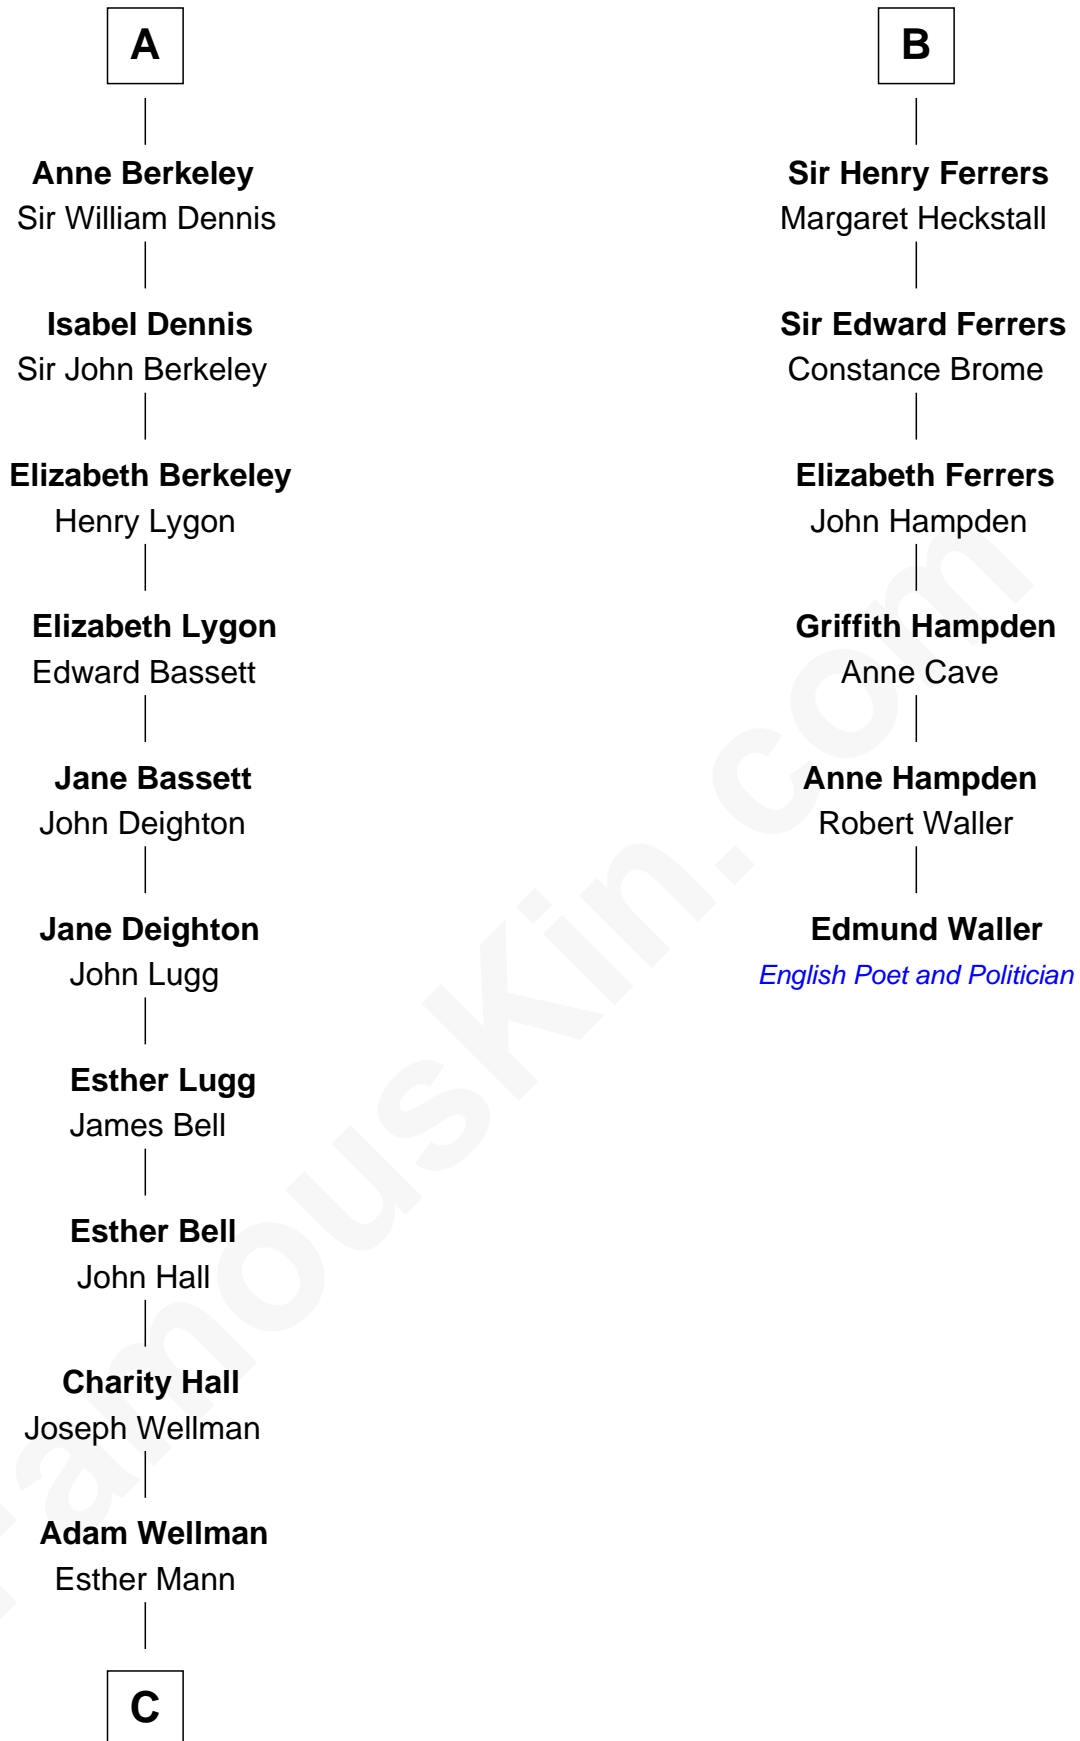 A
Anne Berkeley
Sir William Dennis
Isabel Dennis
Sir John Berkeley
Elizabeth Berkeley
Henry Lygon
Elizabeth Lygon
Edward Bassett
Jane Bassett
John Deighton
Jane Deighton
John Lugg
Esther Lugg
James Bell
Esther Bell
John Hall
Charity Hall
Joseph Wellman
Adam Wellman
Esther Mann
C
B
Sir Henry Ferrers
Margaret Heckstall
Sir Edward Ferrers
Constance Brome
Elizabeth Ferrers
John Hampden
Griffith Hampden
Anne Cave
Anne Hampden
Robert Waller
Edmund Waller
English Poet and Politician
FamousKin.com